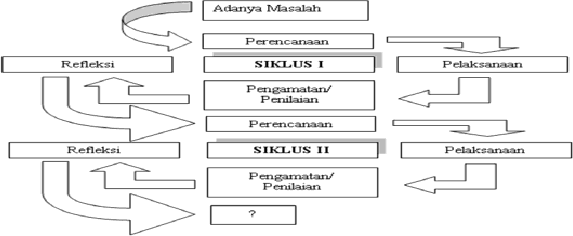 Adanya Masalah
Perencanaan
Refleksi
SIKLUS I
Pelaksanaan
Pengamatan/
Penilaian
Perencanaan
Refleksi
SIKLUS II
Pelaksanaan
Pengamatan/
Penilaian
?